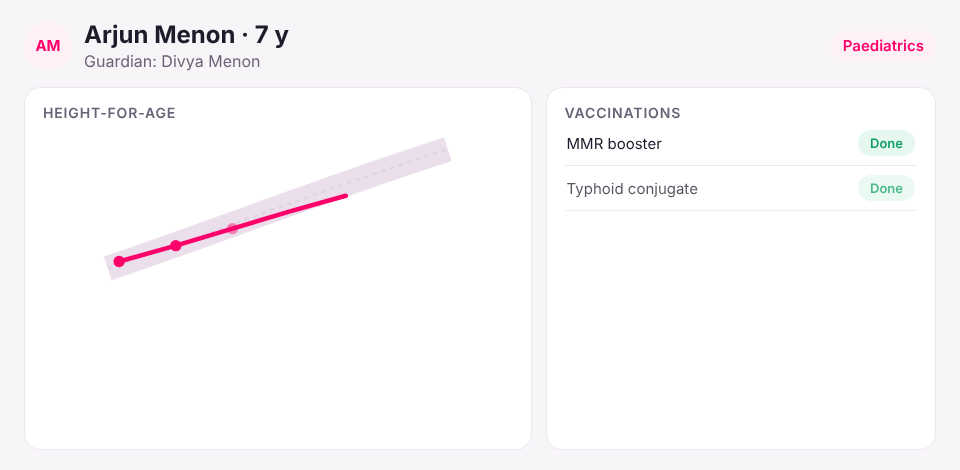 AM
Arjun Menon · 7 y
Guardian: Divya Menon
Paediatrics
HEIGHT-FOR-AGE
VACCINATIONS
MMR booster
Done
Typhoid conjugate
Done